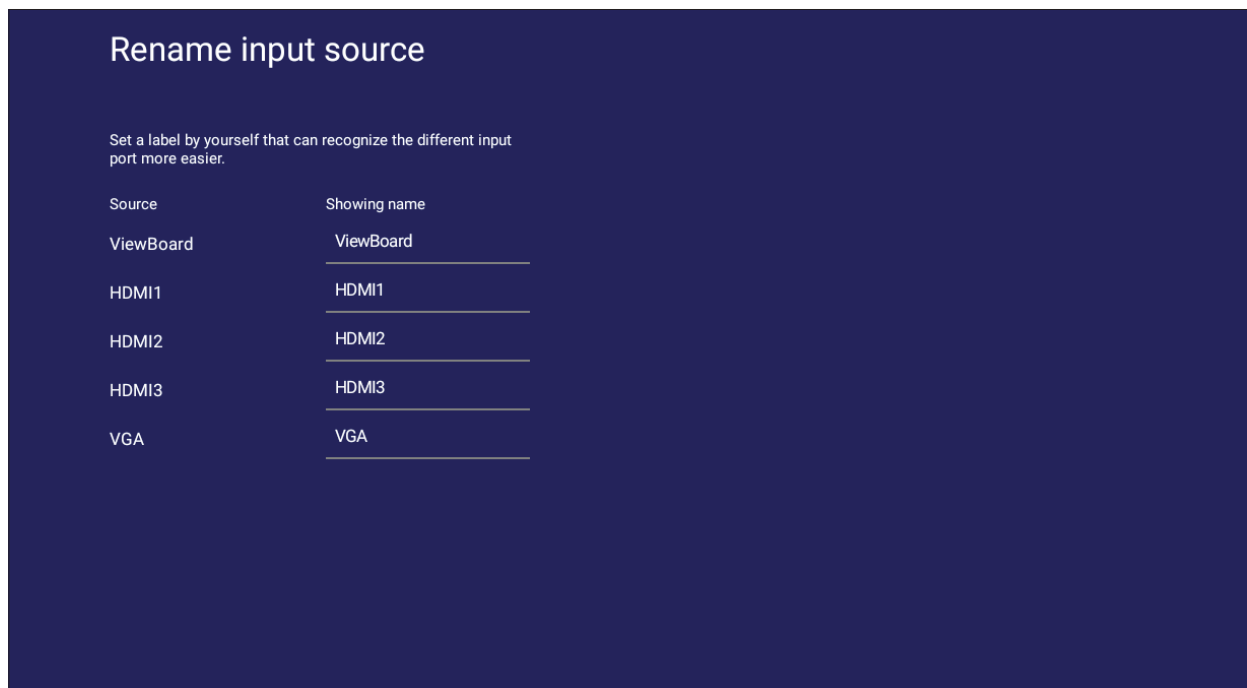 Rename input source
Set a label by yourself that can recognize the different input
port more easier.
Source Showing name
ViewBoard ViewBoard
HDMI1 HDMI1
HDMI2 HDMI2
HDMI3 HDMI3
VGA VGA